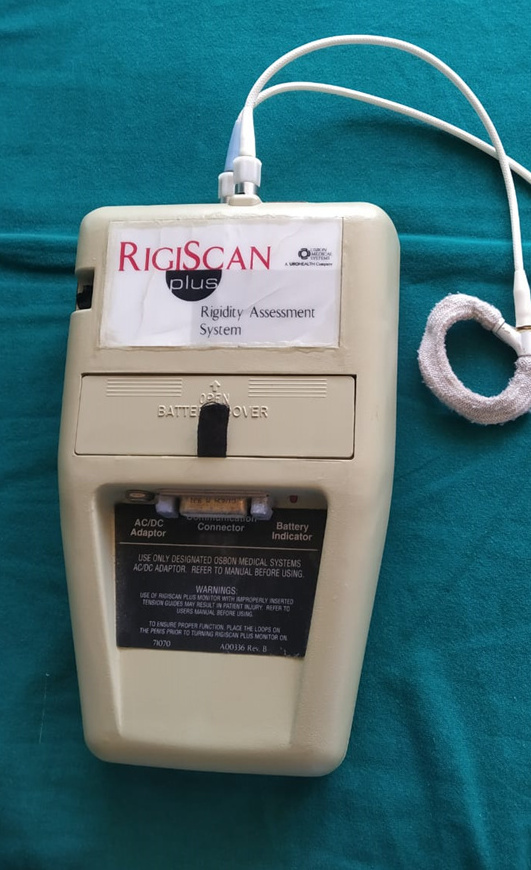 RIGISCAN
plus
OSBON
MEDICAL
SYSTEMS
A UROHEALTH Company
Rigidity Assessment
System
OPEN
BATTE OVER
AC/DC
Adaptor
Communication
Connector
Battery
Indicator
USE ONLY DESIGNATED OSBON MEDICAL SYSTEMS
AC/DC ADAPTOR. REFER TO MANUAL BEFORE USING.
WARNINGS:
USE OF RIGISCAN PLUS MONITOR WITH IMPROPERLY INSERTED
TENSION GUIDES MAY RESULT IN PATIENT INJURY. REFER TO
USERS MANUAL BEFORE USING.
TO ENSURE PROPER FUNCTION, PLACE THE LOOPS ON
THE PENIS PRIOR TO TURNING RIGISCAN PLUS MONITOR ON.
71070 A00336 Rev. B